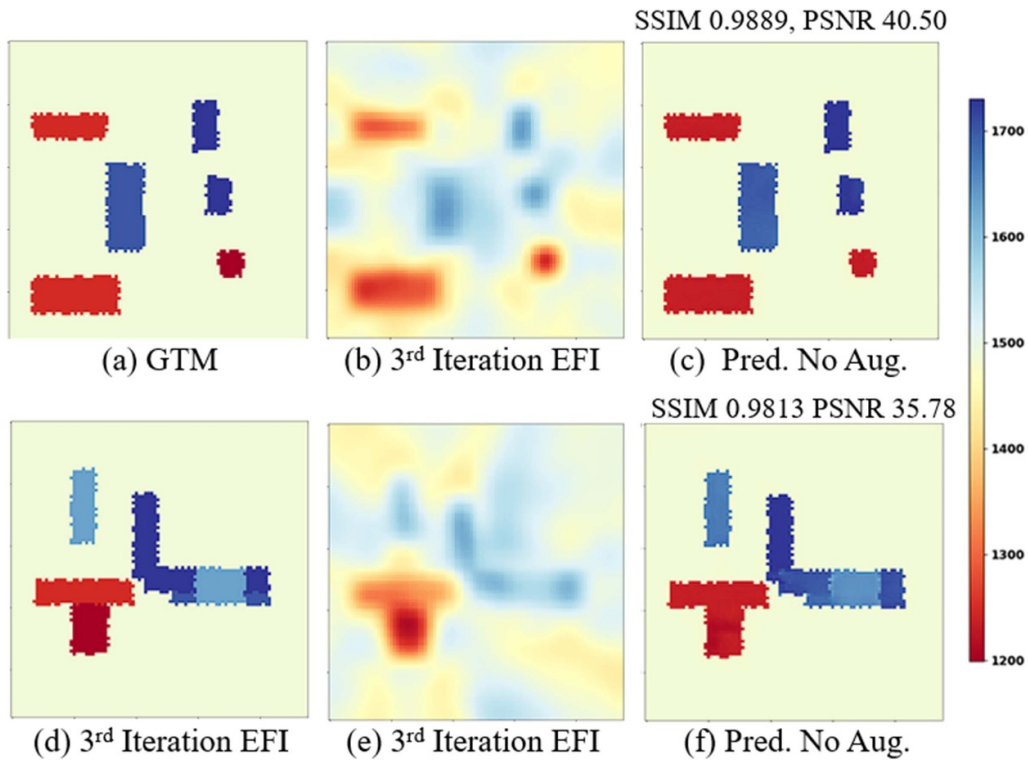 SSIM 0.9889, PSNR 40.50
(a) GTM
(b) 3rd Iteration EFI
(c) Pred. No Aug.
1700
1600
1500
1400
1300
1200
SSIM 0.9813 PSNR 35.78
(d) 3rd Iteration EFI
(e) 3rd Iteration EFI
(f) Pred. No Aug.